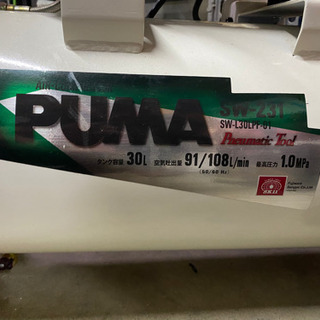 PUMA
SW-231
SW-L30LPF-01
Pneumatic Tool
タンク容量 30L 空気吐出量 91/108L/min 最高圧力 1.0MPa
(50/60 Hz)
SK11